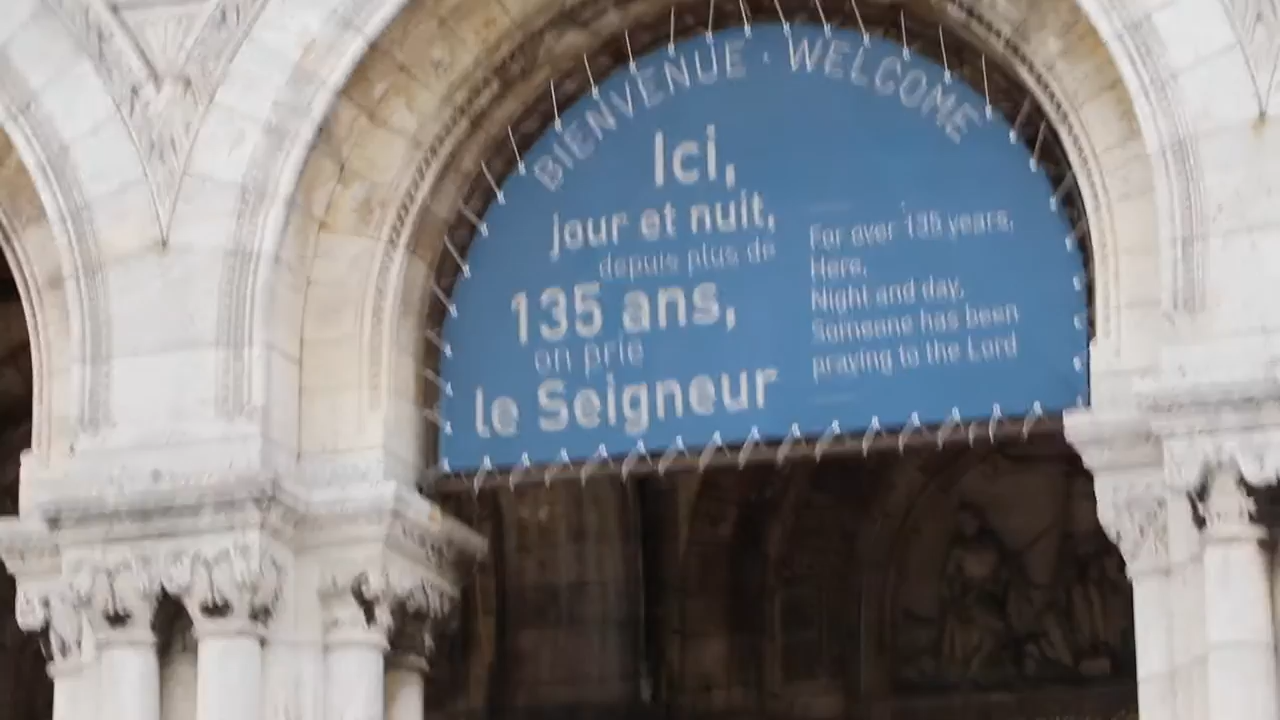 BIENVENUE · WELCOME
Ici,
jour et nuit,
depuis plus de
135 ans,
on prie
le Seigneur
For over 135 years,
Here,
Night and day,
Someone has been
praying to the Lord